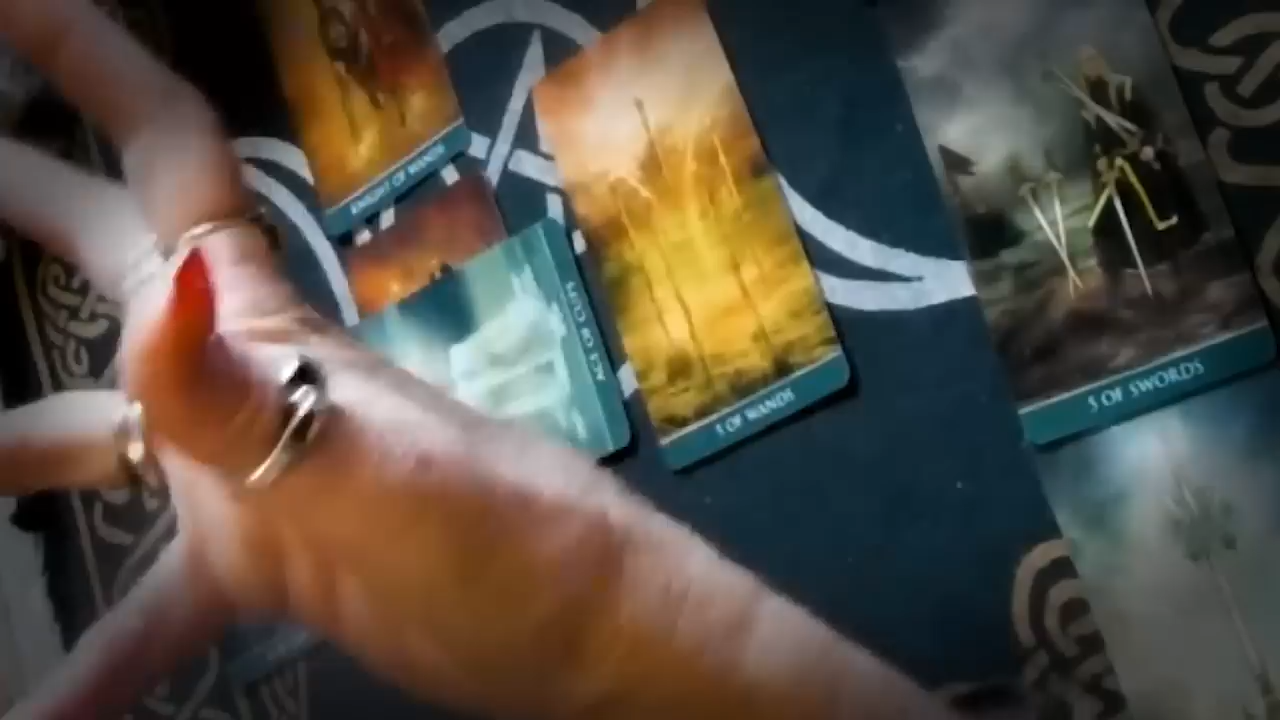 KNIGHT OF WANDS
ACE OF CUPS
5 OF WANDS
5 OF SWORDS